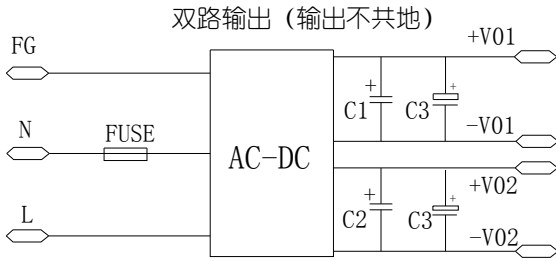 双路输出（输出不共地）
FG
N
FUSE
L
AC-DC
+
C1
+
C3
+V01
-V01
+
C2
+
C3
+V02
-V02